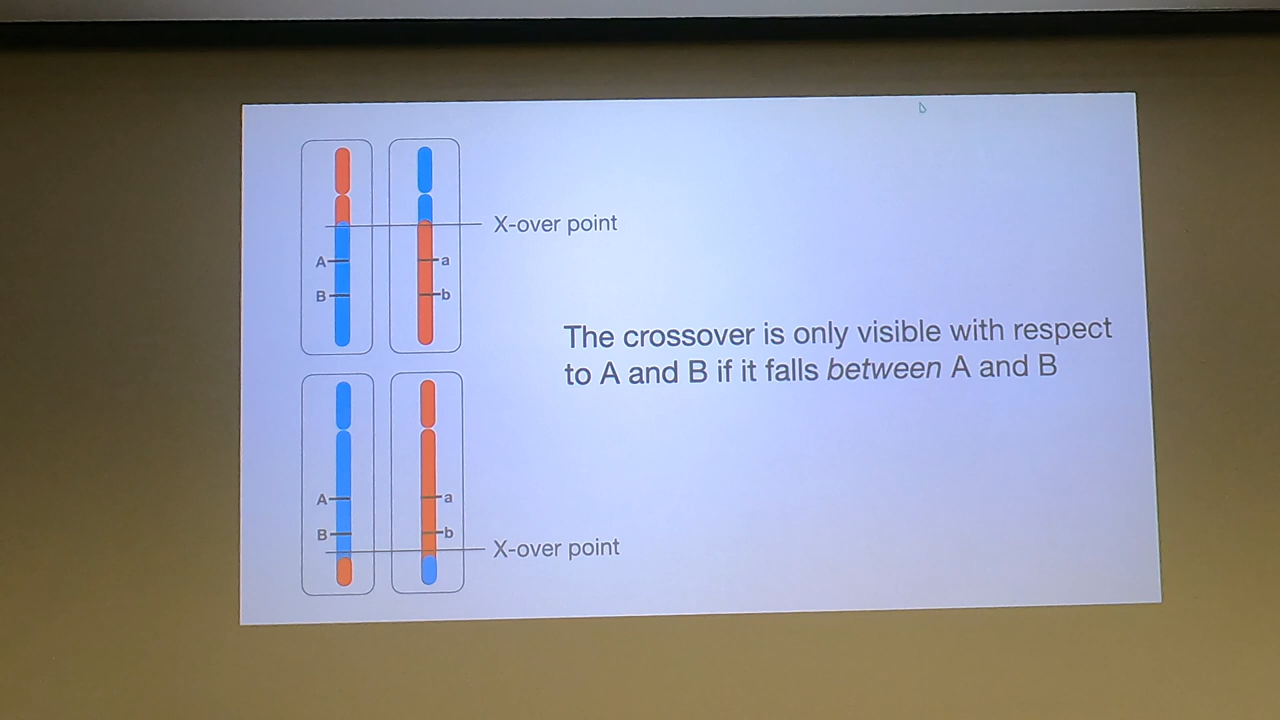 X-over point
A
a
B
b
The crossover is only visible with respect
to A and B if it falls between A and B
A
a
B
b
X-over point